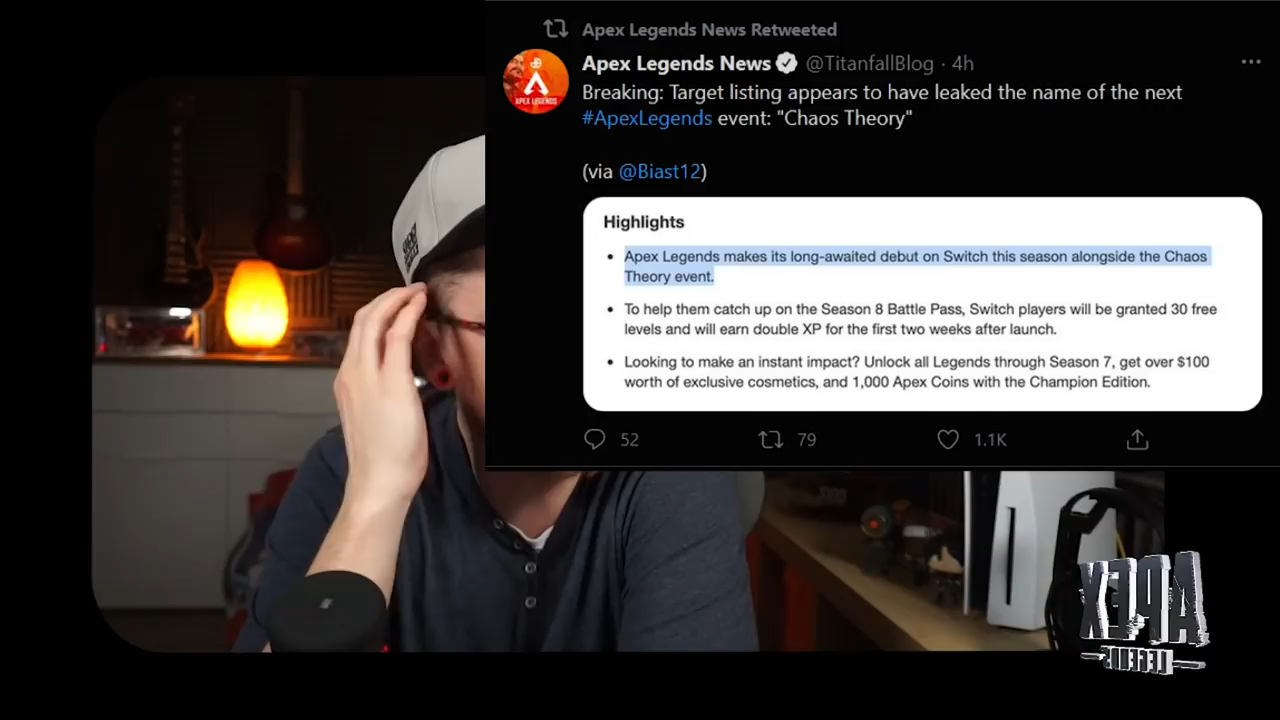 Apex Legends News Retweeted
Apex Legends News @TitanfallBlog · 4h
Breaking: Target listing appears to have leaked the name of the next
#ApexLegends event: "Chaos Theory"
(via @Biast12)
APEX LEGENDS
Highlights
• Apex Legends makes its long-awaited debut on Switch this season alongside the Chaos
Theory event.
• To help them catch up on the Season 8 Battle Pass, Switch players will be granted 30 free
levels and will earn double XP for the first two weeks after launch.
• Looking to make an instant impact? Unlock all Legends through Season 7, get over $100
worth of exclusive cosmetics, and 1,000 Apex Coins with the Champion Edition.
52 79 1.1K
APEX
LEGENDS